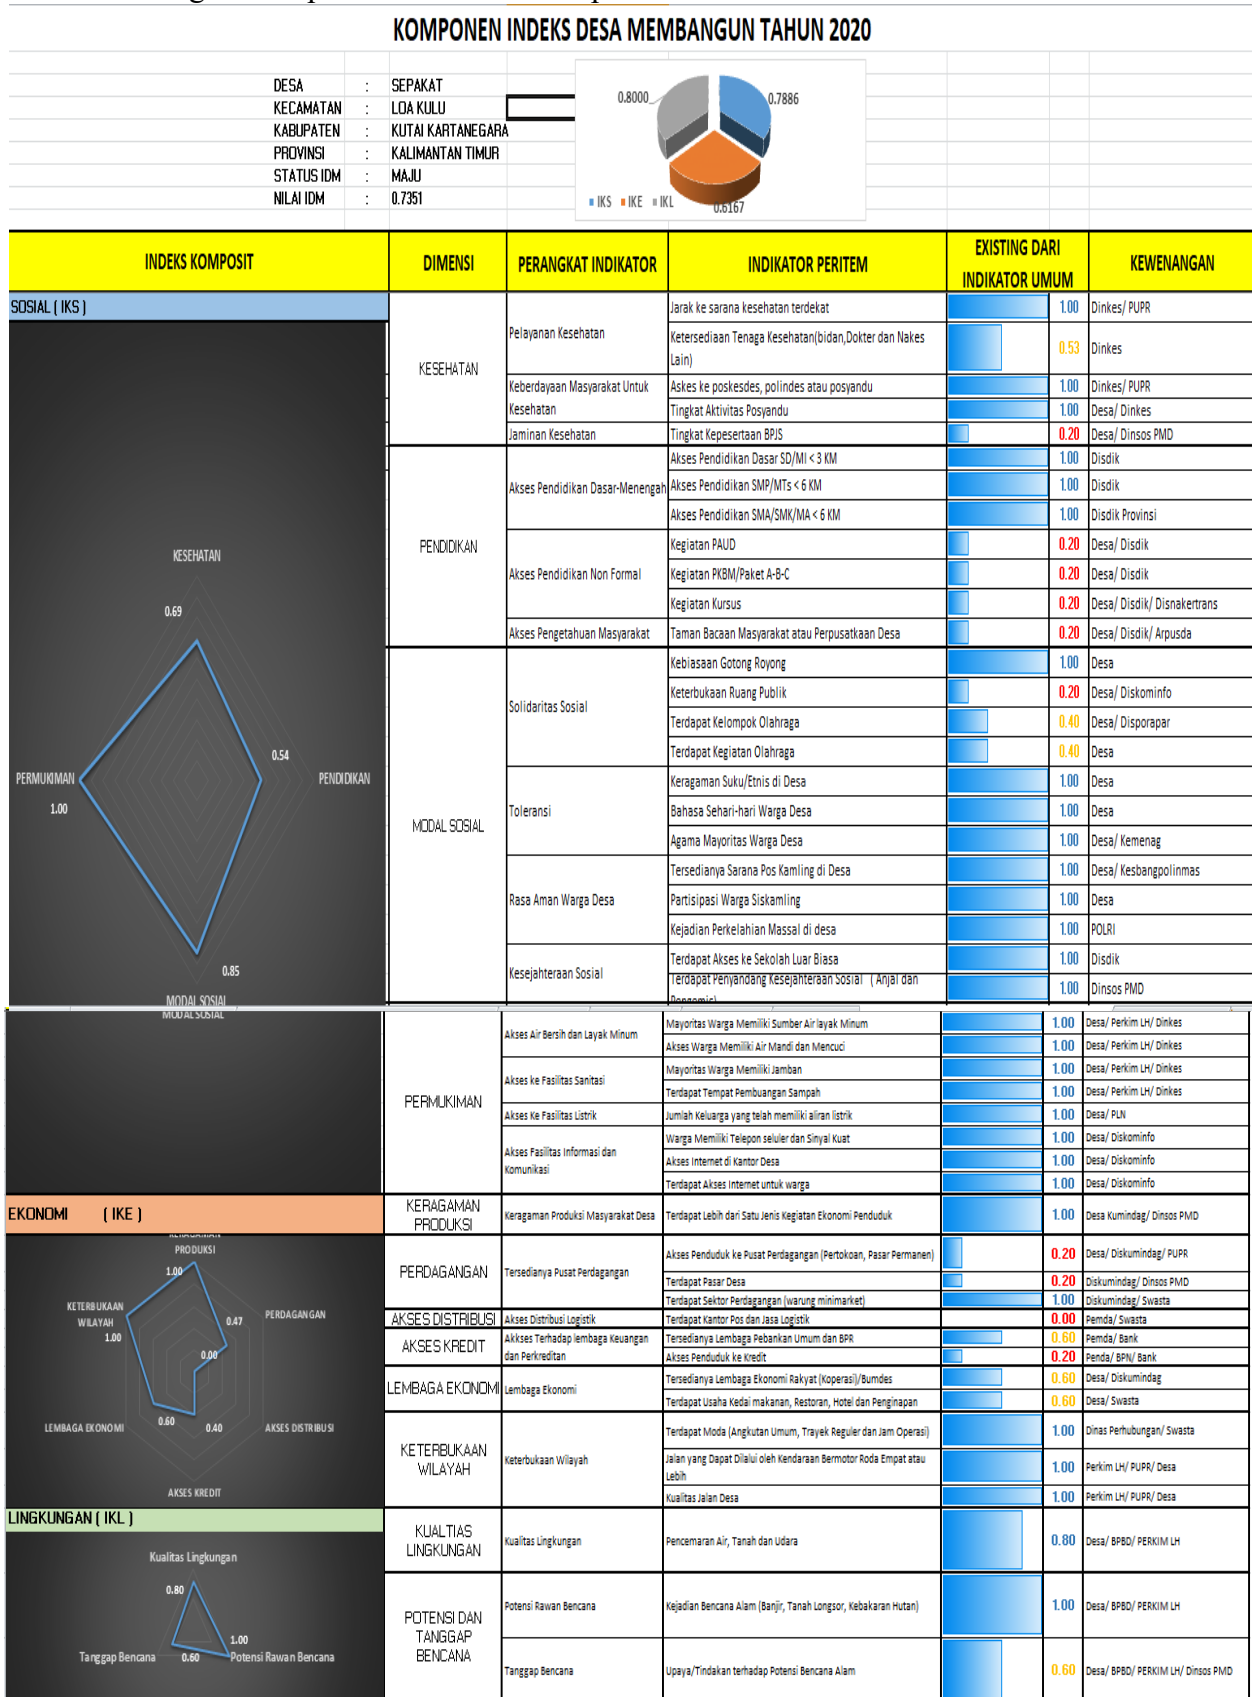 KOMPONEN INDEKS DESA MEMBANGUN TAHUN 2020
DESA : SEPAKAT
KECAMATAN : LOA KULU
KABUPATEN : KUTAI KARTANEGARA
PROVINSI : KALIMANTAN TIMUR
STATUS IDM : MAJU
NILAI IDM : 0.7351
0.8000
0.7886
0.6167
IKS IKE IKL
INDEKS KOMPOSIT
DIMENSI
PERANGKAT INDIKATOR
INDIKATOR PERITEM
EXISTING DARI
INDIKATOR UMUM
KEWENANGAN
SOSIAL ( IKS )
KESEHATAN
0.69
0.54
PENDIDIKAN
PERMUKIMAN
1.00
0.85
MODAL SOSIAL
KESEHATAN
Pelayanan Kesehatan
Jarak ke sarana kesehatan terdekat 1.00 Dinkes/ PUPR
Ketersediaan Tenaga Kesehatan(bidan,Dokter dan Nakes
Lain) 0.53 Dinkes
Keberdayaan Masyarakat Untuk
Kesehatan
Askes ke poskesdes, polindes atau posyandu 1.00 Dinkes/ PUPR
Tingkat Aktivitas Posyandu 1.00 Desa/ Dinkes
Jaminan Kesehatan Tingkat Kepesertaan BPJS 0.20 Desa/ Dinsos PMD
PENDIDIKAN
Akses Pendidikan Dasar-Menengah
Akses Pendidikan Dasar SD/MI < 3 KM 1.00 Disdik
Akses Pendidikan SMP/MTs < 6 KM 1.00 Disdik
Akses Pendidikan SMA/SMK/MA < 6 KM 1.00 Disdik Provinsi
Akses Pendidikan Non Formal
Kegiatan PAUD 0.20 Desa/ Disdik
Kegiatan PKBM/Paket A-B-C 0.20 Desa/ Disdik
Kegiatan Kursus 0.20 Desa/ Disdik/ Disnakertrans
Akses Pengetahuan Masyarakat Taman Bacaan Masyarakat atau Perpusatkaan Desa 0.20 Desa/ Disdik/ Arpusda
MODAL SOSIAL
Solidaritas Sosial
Kebiasaan Gotong Royong 1.00 Desa
Keterbukaan Ruang Publik 0.20 Desa/ Diskominfo
Terdapat Kelompok Olahraga 0.40 Desa/ Disporapar
Terdapat Kegiatan Olahraga 0.40 Desa
Toleransi
Keragaman Suku/Etnis di Desa 1.00 Desa
Bahasa Sehari-hari Warga Desa 1.00 Desa
Agama Mayoritas Warga Desa 1.00 Desa/ Kemenag
Rasa Aman Warga Desa
Tersedianya Sarana Pos Kamling di Desa 1.00 Desa/ Kesbangpolinmas
Partisipasi Warga Siskamling 1.00 Desa
Kejadian Perkelahian Massal di desa 1.00 POLRI
Kesejahteraan Sosial
Terdapat Akses ke Sekolah Luar Biasa 1.00 Disdik
Terdapat Penyandang Kesejahteraan Sosial ( Anjal dan
Pengemis) 1.00 Dinsos PMD
MODAL SOSIAL
PERMUKIMAN
Akses Air Bersih dan Layak Minum
Mayoritas Warga Memiliki Sumber Air layak Minum 1.00 Desa/ Perkim LH/ Dinkes
Akses Warga Memiliki Air Mandi dan Mencuci 1.00 Desa/ Perkim LH/ Dinkes
Akses ke Fasilitas Sanitasi
Mayoritas Warga Memiliki Jamban 1.00 Desa/ Perkim LH/ Dinkes
Terdapat Tempat Pembuangan Sampah 1.00 Desa/ Perkim LH/ Dinkes
Akses Ke Fasilitas Listrik Jumlah Keluarga yang telah memiliki aliran listrik 1.00 Desa/ PLN
Akses Fasilitas Informasi dan
Komunikasi
Warga Memiliki Telepon seluler dan Sinyal Kuat 1.00 Desa/ Diskominfo
Akses Internet di Kantor Desa 1.00 Desa/ Diskominfo
Terdapat Akses Internet untuk warga 1.00 Desa/ Diskominfo
EKONOMI ( IKE )
KERAGAMAN
PRODUKSI
1.00
PERDAGANGAN
0.47
KETERBUKAAN
WILAYAH
1.00
0.00
LEMBAGA EKONOMI
0.60
0.40
AKSES DISTRIBUSI
AKSES KREDIT
KERAGAMAN
PRODUKSI
Keragaman Produksi Masyarakat Desa Terdapat Lebih dari Satu Jenis Kegiatan Ekonomi Penduduk 1.00 Desa Kumindag/ Dinsos PMD
PERDAGANGAN
Tersedianya Pusat Perdagangan
Akses Penduduk ke Pusat Perdagangan (Pertokoan, Pasar Permanen) 0.20 Desa/ Diskumindag/ PUPR
Terdapat Pasar Desa 0.20 Diskumindag/ Dinsos PMD
Terdapat Sektor Perdagangan (warung minimarket) 1.00 Diskumindag/ Swasta
AKSES DISTRIBUSI Akses Distribusi Logistik Terdapat Kantor Pos dan Jasa Logistik 0.00 Pemda/ Swasta
AKSES KREDIT
Akkses Terhadap lembaga Keuangan
dan Perkreditan
Tersedianya Lembaga Pebankan Umum dan BPR 0.60 Pemda/ Bank
Akses Penduduk ke Kredit 0.20 Penda/ BPN/ Bank
LEMBAGA EKONOMI Lembaga Ekonomi
Tersedianya Lembaga Ekonomi Rakyat (Koperasi)/Bumdes 0.60 Desa/ Diskumindag
Terdapat Usaha Kedai makanan, Restoran, Hotel dan Penginapan 0.60 Desa/ Swasta
KETERBUKAAN
WILAYAH
Keterbukaan Wilayah
Terdapat Moda (Angkutan Umum, Trayek Reguler dan Jam Operasi) 1.00 Dinas Perhubungan/ Swasta
Jalan yang Dapat Dilalui oleh Kendaraan Bermotor Roda Empat atau
Lebih 1.00 Perkim LH/ PUPR/ Desa
Kualitas Jalan Desa 1.00 Perkim LH/ PUPR/ Desa
LINGKUNGAN ( IKL )
Kualitas Lingkungan
0.80
1.00
Tanggap Bencana
0.60
Potensi Rawan Bencana
KUALTIAS
LINGKUNGAN
Kualitas Lingkungan Pencemaran Air, Tanah dan Udara 0.80 Desa/ BPBD/ PERKIM LH
POTENSI DAN
TANGGAP
BENCANA
Potensi Rawan Bencana Kejadian Bencana Alam (Banjir, Tanah Longsor, Kebakaran Hutan) 1.00 Desa/ BPBD/ PERKIM LH
Tanggap Bencana Upaya/Tindakan terhadap Potensi Bencana Alam 0.60 Desa/ BPBD/ PERKIM LH/ Dinsos PMD